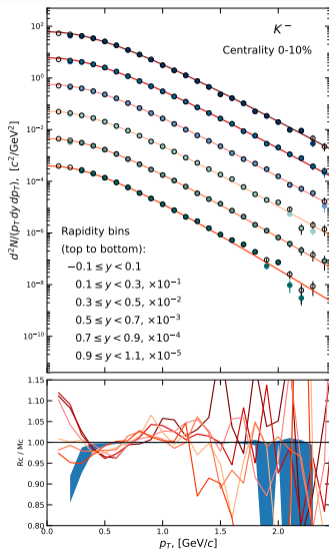 10²
K⁻
Centrality 0-10%
10⁰
10⁻²
10⁻⁴
10⁻⁶
10⁻⁸
10⁻¹⁰
d²N/(p_T dy dp_T), [c²/GeV²]
Rapidity bins
(top to bottom):
−0.1 ≤ y < 0.1
0.1 ≤ y < 0.3, ×10⁻¹
0.3 ≤ y < 0.5, ×10⁻²
0.5 ≤ y < 0.7, ×10⁻³
0.7 ≤ y < 0.9, ×10⁻⁴
0.9 ≤ y < 1.1, ×10⁻⁵
1.15
1.10
1.05
1.00
0.95
0.90
0.85
0.80
Rc / Mc
0.0 0.5 1.0 1.5 2.0
p_T, [GeV/c]